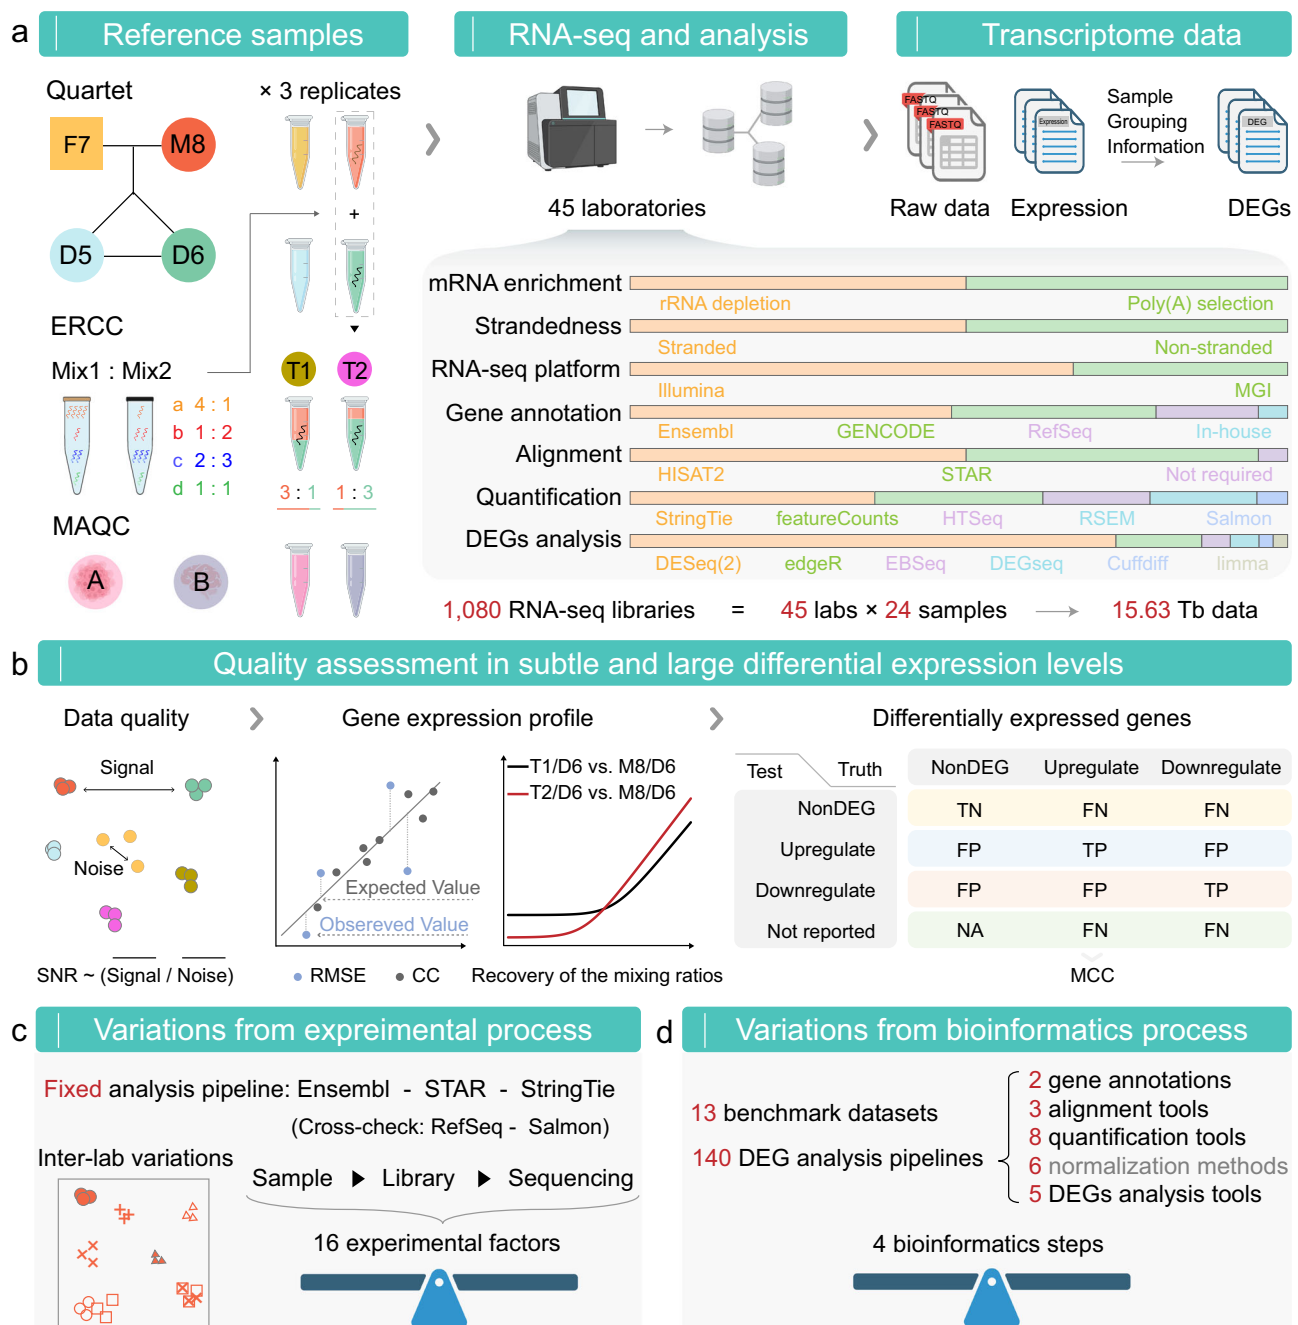 a
Reference samples
RNA-seq and analysis
Transcriptome data
Quartet
× 3 replicates
F7
M8
D5
D6
+
ERCC
Mix1 : Mix2
a 4 : 1
b 1 : 2
c 2 : 3
d 1 : 1
T1
T2
3 : 1
1 : 3
MAQC
A
B
45 laboratories
FASTQ
FASTQ
FASTQ
Raw data
Expression
Expression
Sample
Grouping
Information
DEG
DEGs
mRNA enrichment
rRNA depletion
Poly(A) selection
Strandedness
Stranded
Non-stranded
RNA-seq platform
Illumina
MGI
Gene annotation
Ensembl
GENCODE
RefSeq
In-house
Alignment
HISAT2
STAR
Not required
Quantification
StringTie
featureCounts
HTSeq
RSEM
Salmon
DEGs analysis
DESeq(2)
edgeR
EBSeq
DEGseq
Cuffdiff
limma
1,080 RNA-seq libraries = 45 labs × 24 samples
15.63 Tb data
b
Quality assessment in subtle and large differential expression levels
Data quality
Gene expression profile
Differentially expressed genes
Signal
Noise
SNR ~ (Signal / Noise)
Expected Value
Obsereved Value
RMSE
CC
T1/D6 vs. M8/D6
T2/D6 vs. M8/D6
Recovery of the mixing ratios
Test
Truth
NonDEG
Upregulate
Downregulate
NonDEG
TN
FN
FN
Upregulate
FP
TP
FP
Downregulate
FP
FP
TP
Not reported
NA
FN
FN
MCC
c
Variations from expreimental process
Fixed analysis pipeline: Ensembl - STAR - StringTie
(Cross-check: RefSeq - Salmon)
Inter-lab variations
Sample
Library
Sequencing
16 experimental factors
d
Variations from bioinformatics process
13 benchmark datasets
140 DEG analysis pipelines
2 gene annotations
3 alignment tools
8 quantification tools
6 normalization methods
5 DEGs analysis tools
4 bioinformatics steps